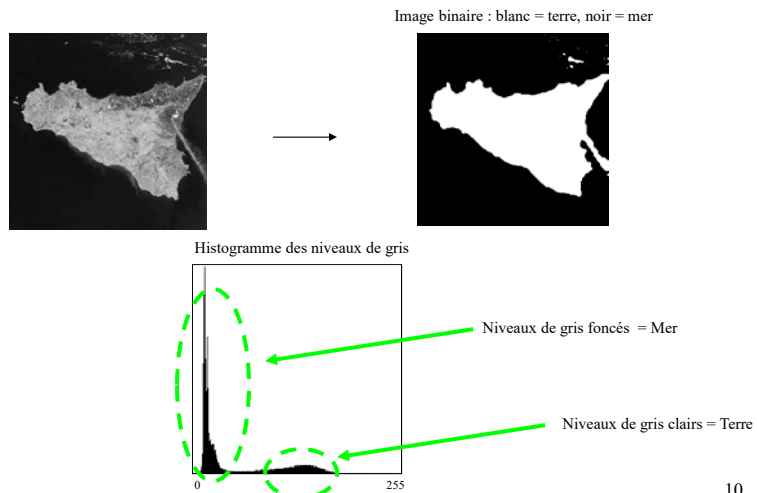 Image binaire : blanc = terre, noir = mer
Histogramme des niveaux de gris
Niveaux de gris foncés = Mer
Niveaux de gris clairs = Terre
0 255
10